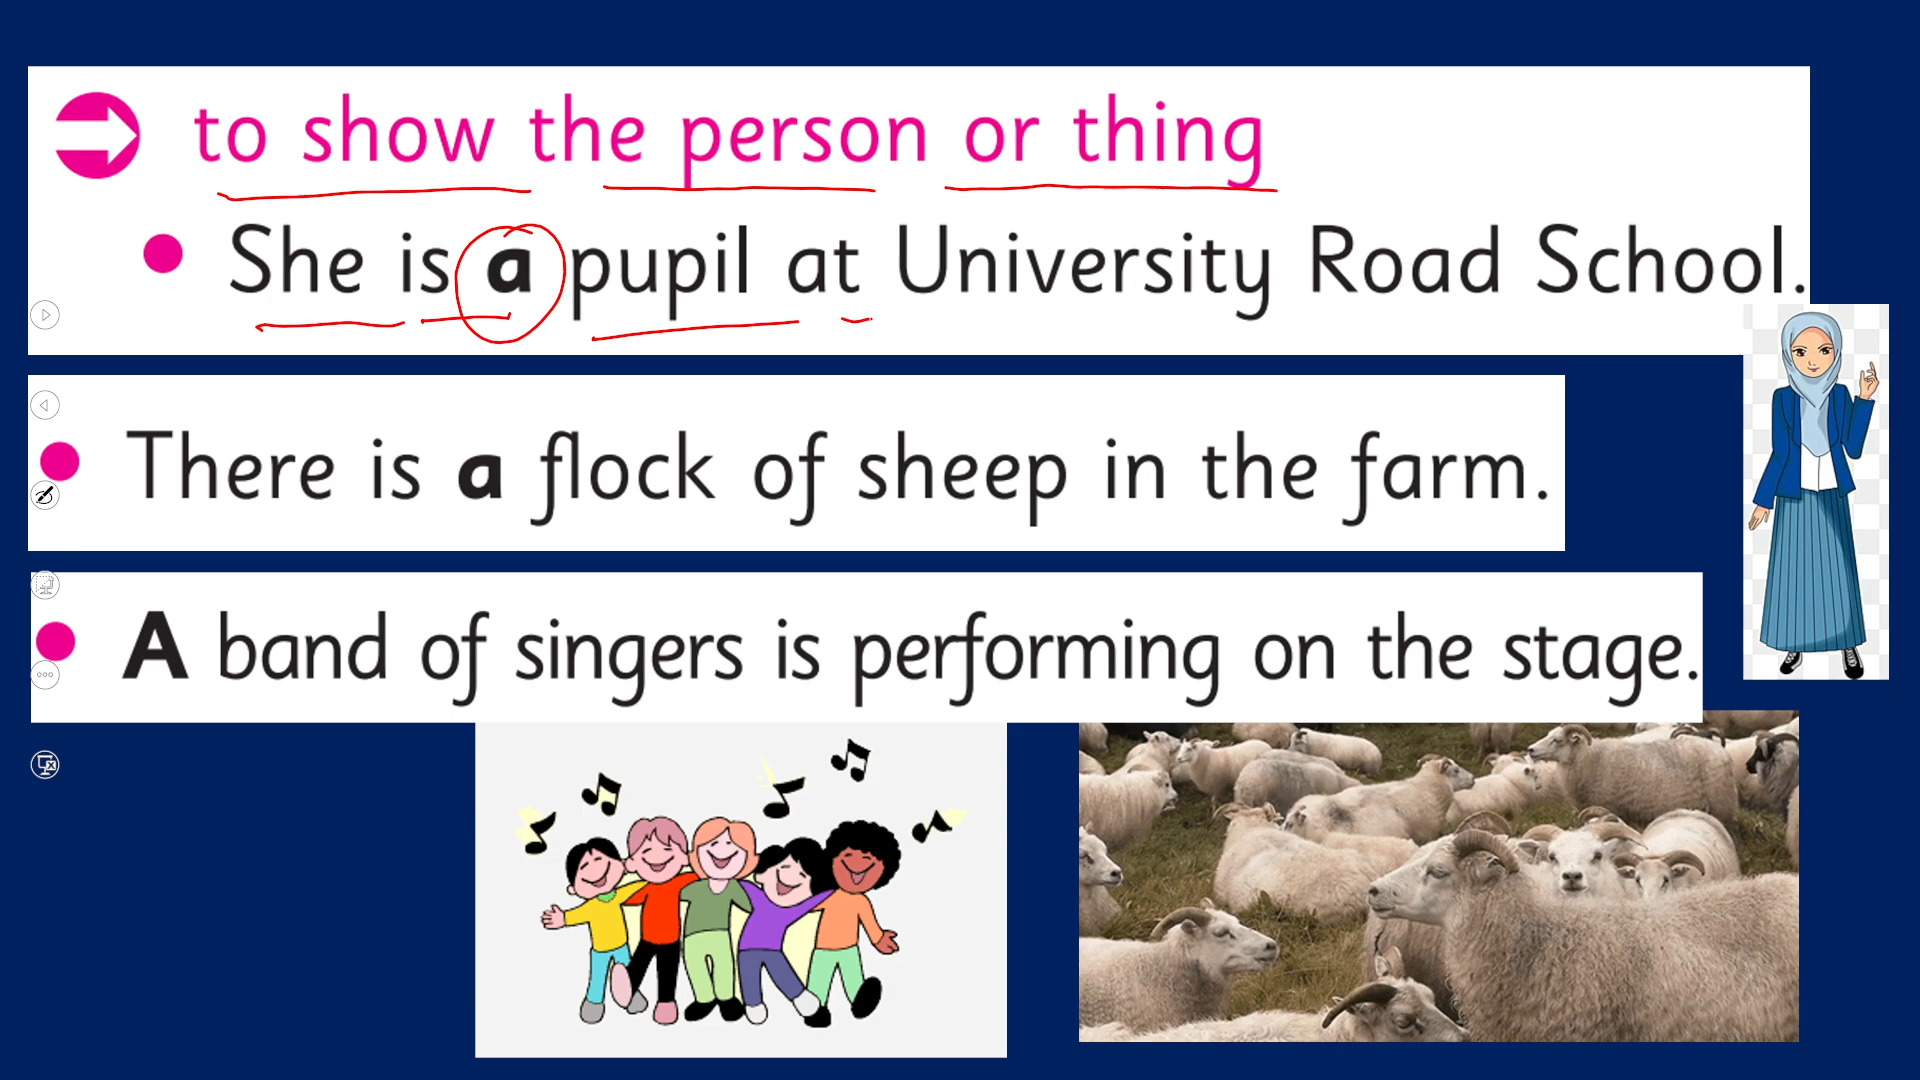 to show the person or thing
She is a pupil at University Road School.
There is a flock of sheep in the farm.
A band of singers is performing on the stage.